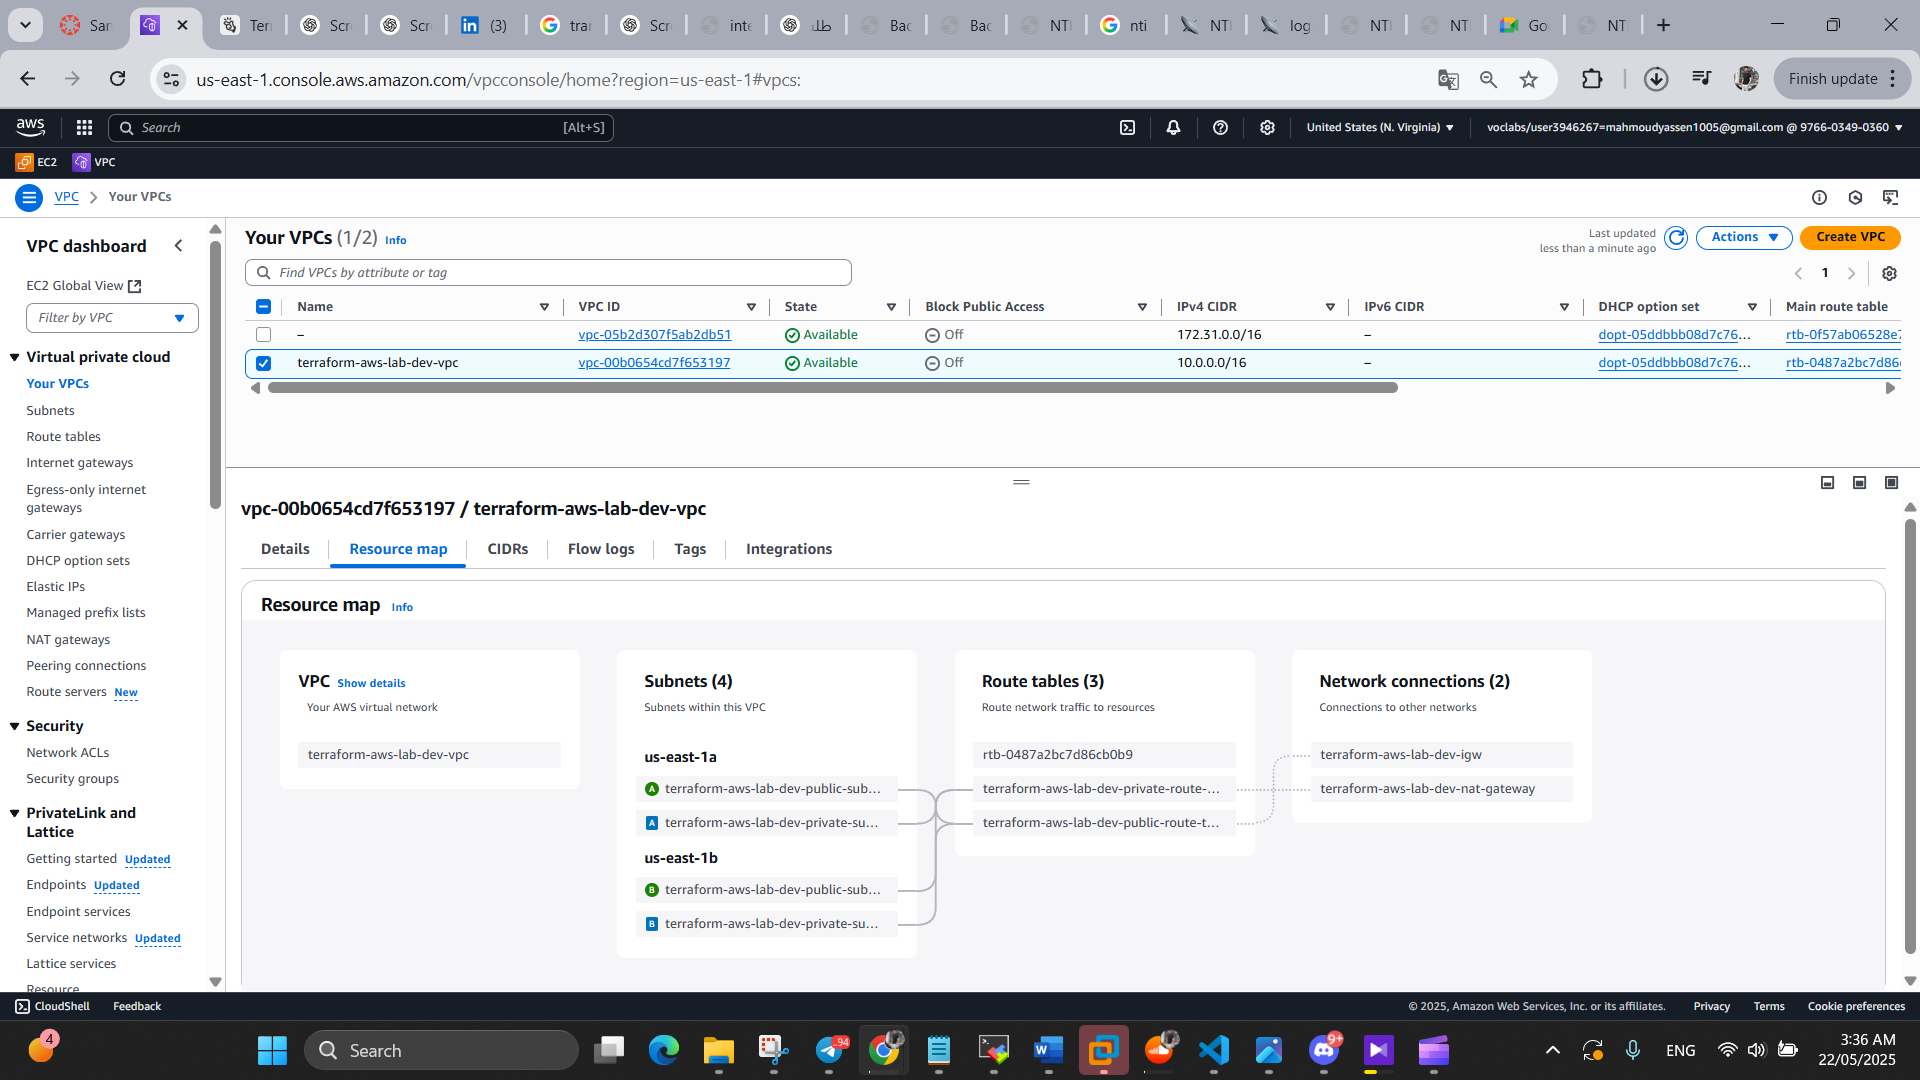 San
Terr
Scre
Scre
(3)
tran
Scre
inte
طلـ
Bac
Bac
NTI
nti
NTI
log
NTI
NTI
Goo
NTI
us-east-1.console.aws.amazon.com/vpcconsole/home?region=us-east-1#vpcs:
Finish update
aws
Search
[Alt+S]
United States (N. Virginia)
voclabs/user3946267=mahmoudyassen1005@gmail.com @ 9766-0349-0360
EC2
VPC
VPC
Your VPCs
VPC dashboard
EC2 Global View
Filter by VPC
Virtual private cloud
Your VPCs
Subnets
Route tables
Internet gateways
Egress-only internet
gateways
Carrier gateways
DHCP option sets
Elastic IPs
Managed prefix lists
NAT gateways
Peering connections
Route servers New
Security
Network ACLs
Security groups
PrivateLink and
Lattice
Getting started Updated
Endpoints Updated
Endpoint services
Service networks Updated
Lattice services
Resource
Your VPCs (1/2) Info
Last updated
less than a minute ago
Actions
Create VPC
Find VPCs by attribute or tag
1
Name VPC ID State Block Public Access IPv4 CIDR IPv6 CIDR DHCP option set Main route table
– vpc-05b2d307f5ab2db51 Available Off 172.31.0.0/16 – dopt-05ddbbb08d7c76... rtb-0f57ab06528e7
terraform-aws-lab-dev-vpc vpc-00b0654cd7f653197 Available Off 10.0.0.0/16 – dopt-05ddbbb08d7c76... rtb-0487a2bc7d86
vpc-00b0654cd7f653197 / terraform-aws-lab-dev-vpc
Details Resource map CIDRs Flow logs Tags Integrations
Resource map Info
VPC Show details
Your AWS virtual network
terraform-aws-lab-dev-vpc
Subnets (4)
Subnets within this VPC
us-east-1a
A terraform-aws-lab-dev-public-sub...
A terraform-aws-lab-dev-private-su...
us-east-1b
B terraform-aws-lab-dev-public-sub...
B terraform-aws-lab-dev-private-su...
Route tables (3)
Route network traffic to resources
rtb-0487a2bc7d86cb0b9
terraform-aws-lab-dev-private-route-...
terraform-aws-lab-dev-public-route-t...
Network connections (2)
Connections to other networks
terraform-aws-lab-dev-igw
terraform-aws-lab-dev-nat-gateway
CloudShell
Feedback
© 2025, Amazon Web Services, Inc. or its affiliates.
Privacy
Terms
Cookie preferences
4
Search
94
9+
ENG
3:36 AM
22/05/2025